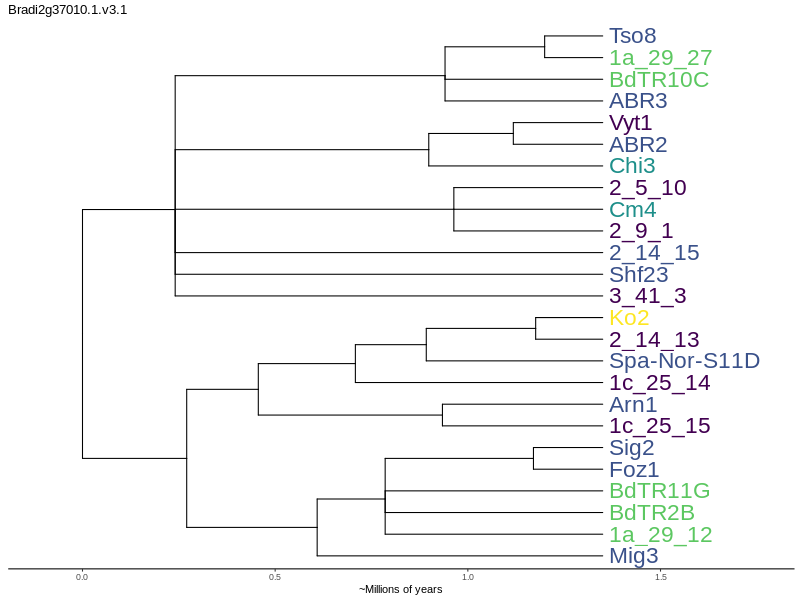 Bradi2g37010.1.v3.1
Tso8
1a_29_27
BdTR10C
ABR3
Vyt1
ABR2
Chi3
2_5_10
Cm4
2_9_1
2_14_15
Shf23
3_41_3
Ko2
2_14_13
Spa-Nor-S11D
1c_25_14
Arn1
1c_25_15
Sig2
Foz1
BdTR11G
BdTR2B
1a_29_12
Mig3
0.0 0.5 1.0 1.5
~Millions of years